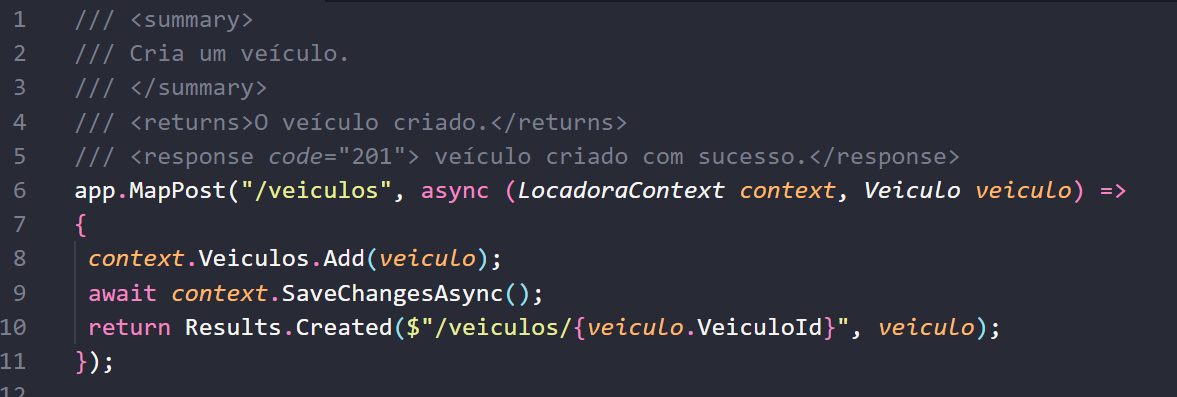 1 /// <summary>
2 /// Cria um veículo.
3 /// </summary>
4 /// <returns>O veículo criado.</returns>
5 /// <response code="201"> veículo criado com sucesso.</response>
6 app.MapPost("/veiculos", async (LocadoraContext context, Veiculo veiculo) =>
7 {
8 context.Veiculos.Add(veiculo);
9 await context.SaveChangesAsync();
10 return Results.Created($"/veiculos/{veiculo.VeiculoId}", veiculo);
11 });
12